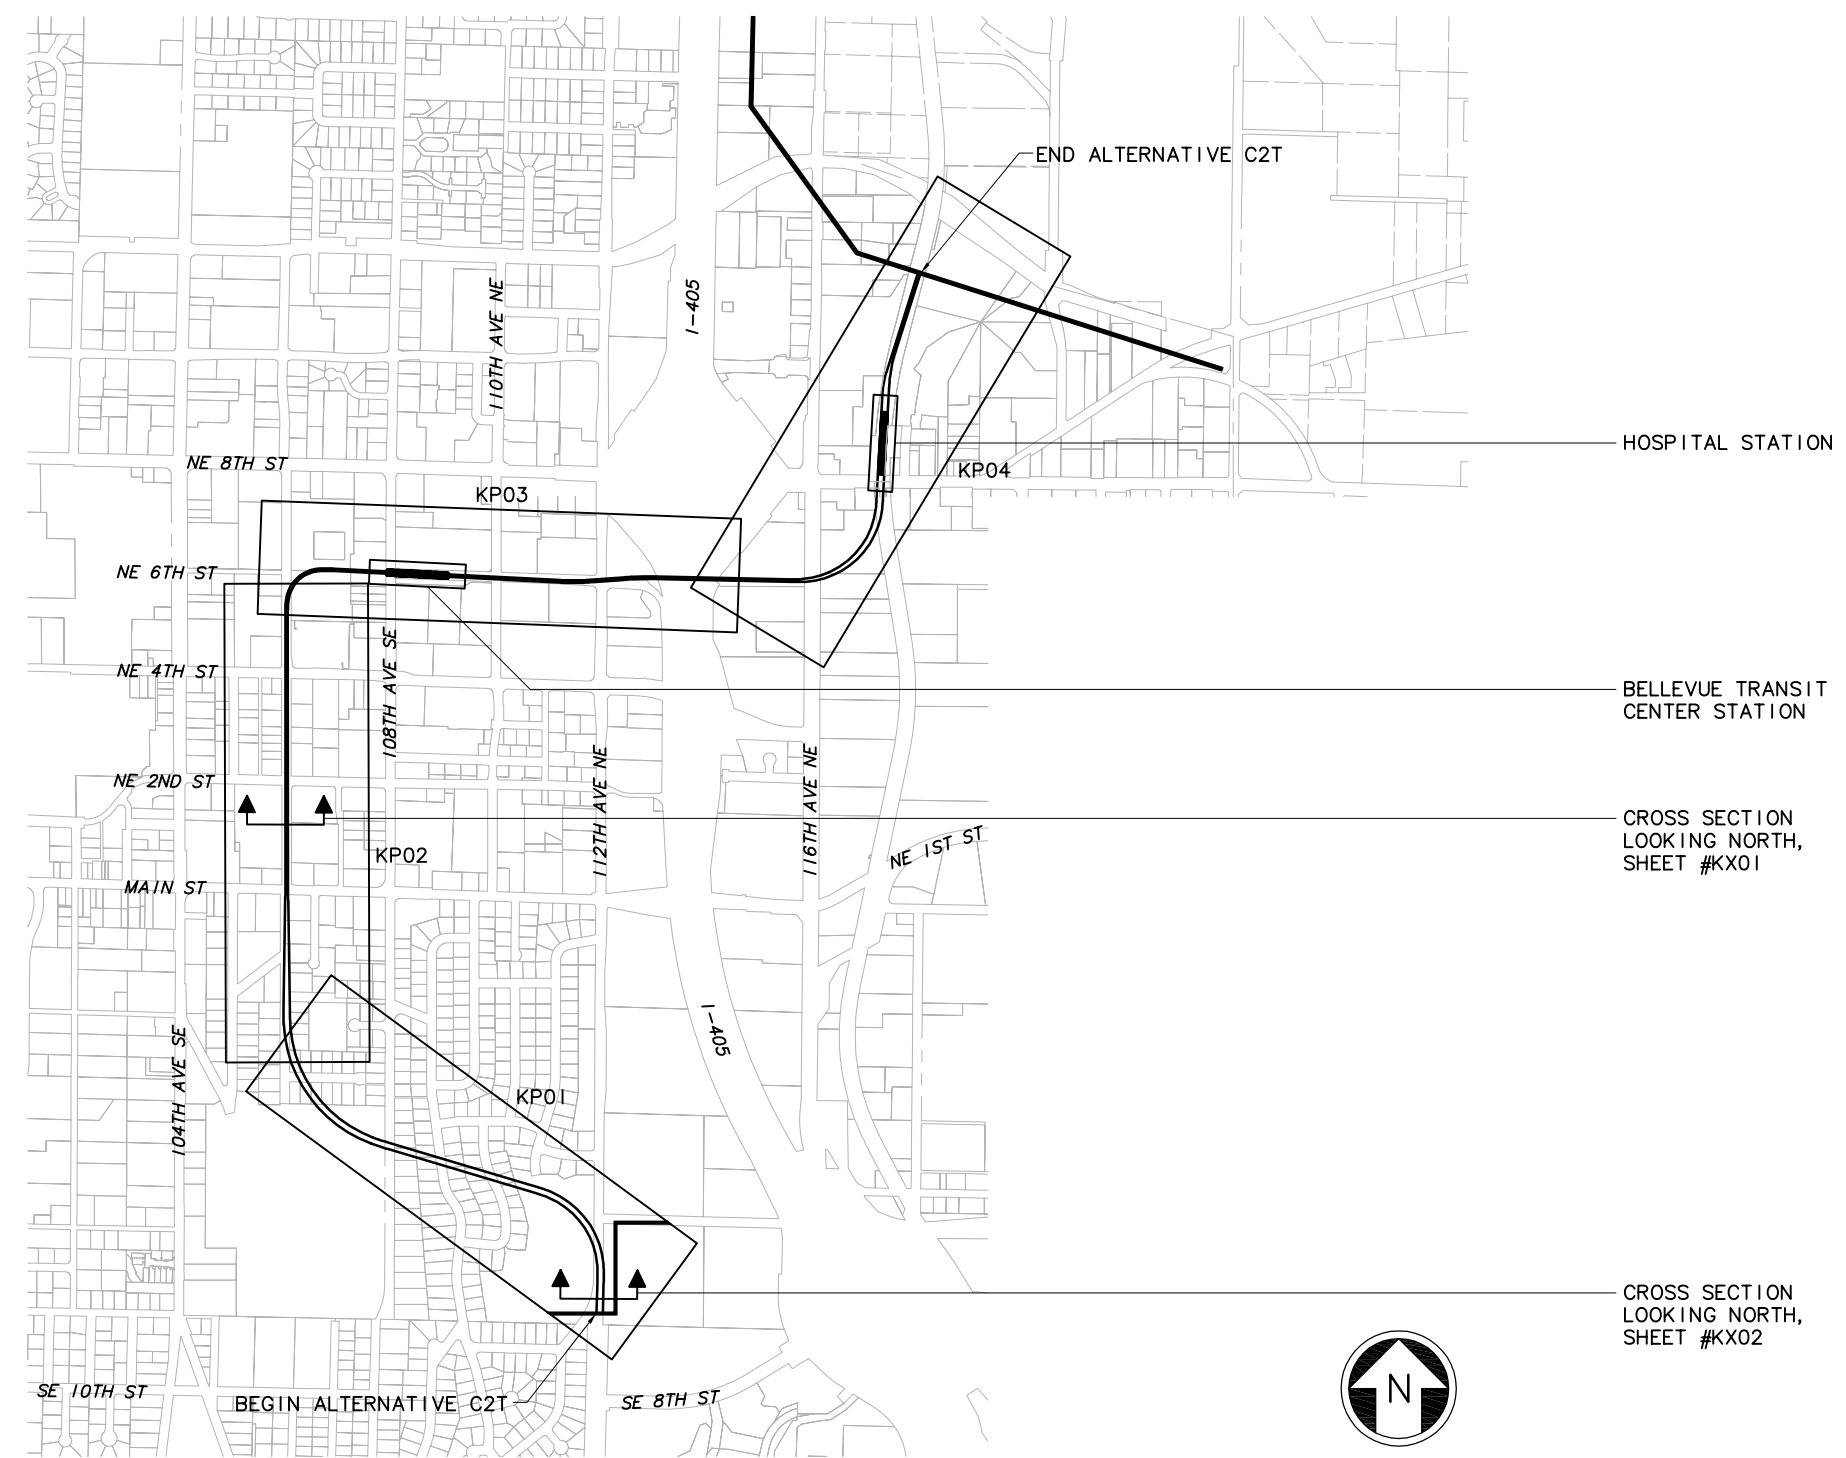 END ALTERNATIVE C2T
110TH AVE NE
I-405
HOSPITAL STATION
NE 8TH ST
KP04
KP03
NE 6TH ST
108TH AVE SE
NE 4TH ST
BELLEVUE TRANSIT
CENTER STATION
NE 2ND ST
112TH AVE NE
116TH AVE NE
CROSS SECTION
LOOKING NORTH,
SHEET #KX01
NE 1ST ST
KP02
MAIN ST
I-405
104TH AVE SE
KP01
CROSS SECTION
LOOKING NORTH,
SHEET #KX02
SE 10TH ST
BEGIN ALTERNATIVE C2T
SE 8TH ST
N